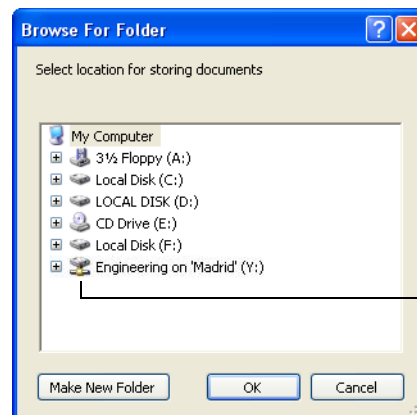 Browse For Folder
Select location for storing documents
My Computer
3½ Floppy (A:)
Local Disk (C:)
LOCAL DISK (D:)
CD Drive (E:)
Local Disk (F:)
Engineering on 'Madrid' (Y:)
Make New Folder OK Cancel